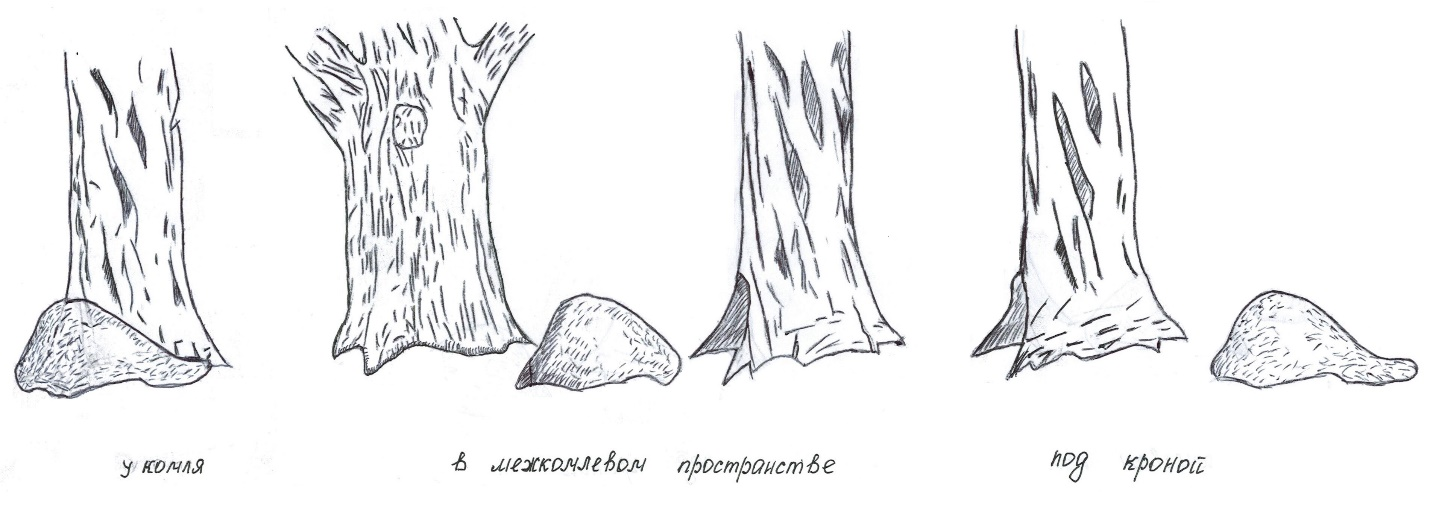 у комля
в межкомлевом пространстве
под кроной